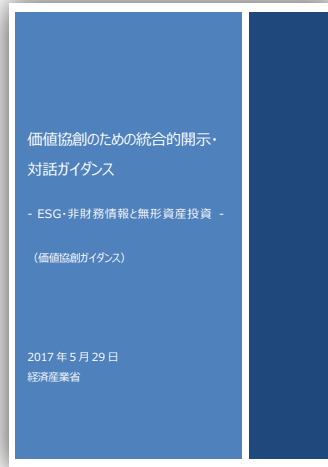 価値協創のための統合的開示・
対話ガイダンス
- ESG・非財務情報と無形資産投資 -
（価値協創ガイダンス）
2017 年 5 月 29 日
経済産業省